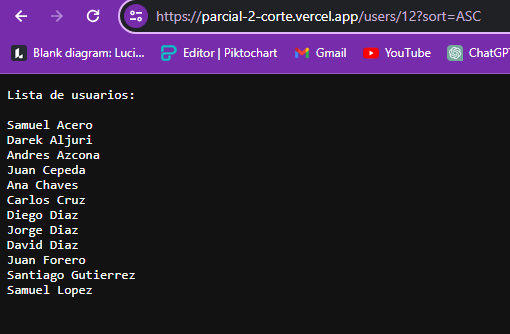 https://parcial-2-corte.vercel.app/users/12?sort=ASC
Blank diagram: Luci... Editor | Piktochart Gmail YouTube ChatGPT
Lista de usuarios:
Samuel Acero
Darek Aljuri
Andres Azcona
Juan Cepeda
Ana Chaves
Carlos Cruz
Diego Diaz
Jorge Diaz
David Diaz
Juan Forero
Santiago Gutierrez
Samuel Lopez